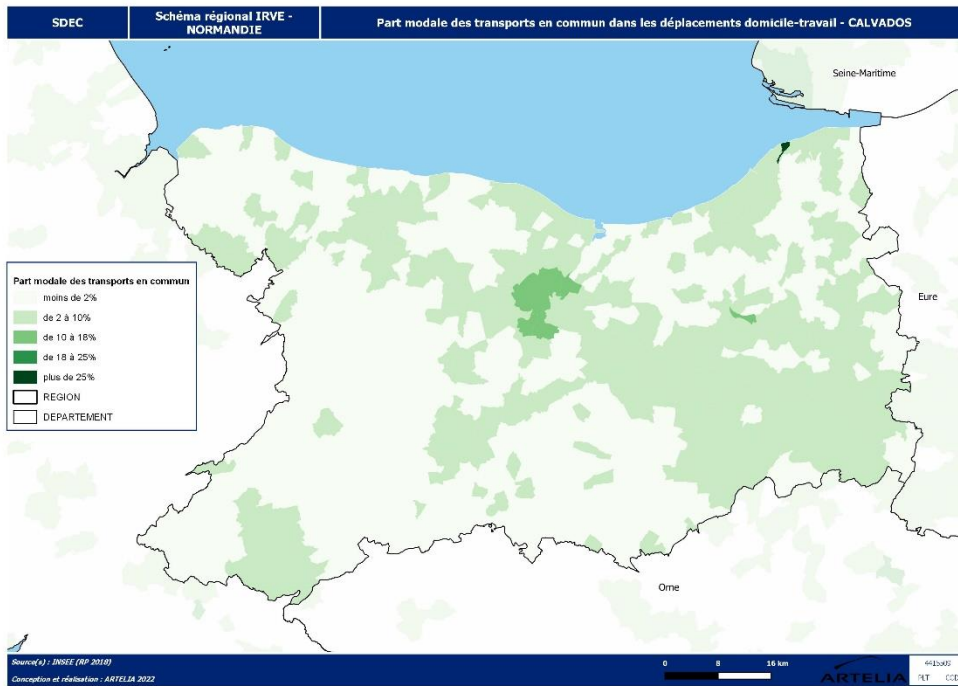 SDEC
Schéma régional IRVE -
NORMANDIE
Part modale des transports en commun dans les déplacements domicile-travail - CALVADOS
Seine-Maritime
Eure
Orne
Part modale des transports en commun
moins de 2%
de 2 à 10%
de 10 à 18%
de 18 à 25%
plus de 25%
REGION
DEPARTEMENT
Source(s) : INSEE (RP 2018)
Conception et réalisation : ARTELIA 2022
0 8 16 km
ARTELIA
PLT